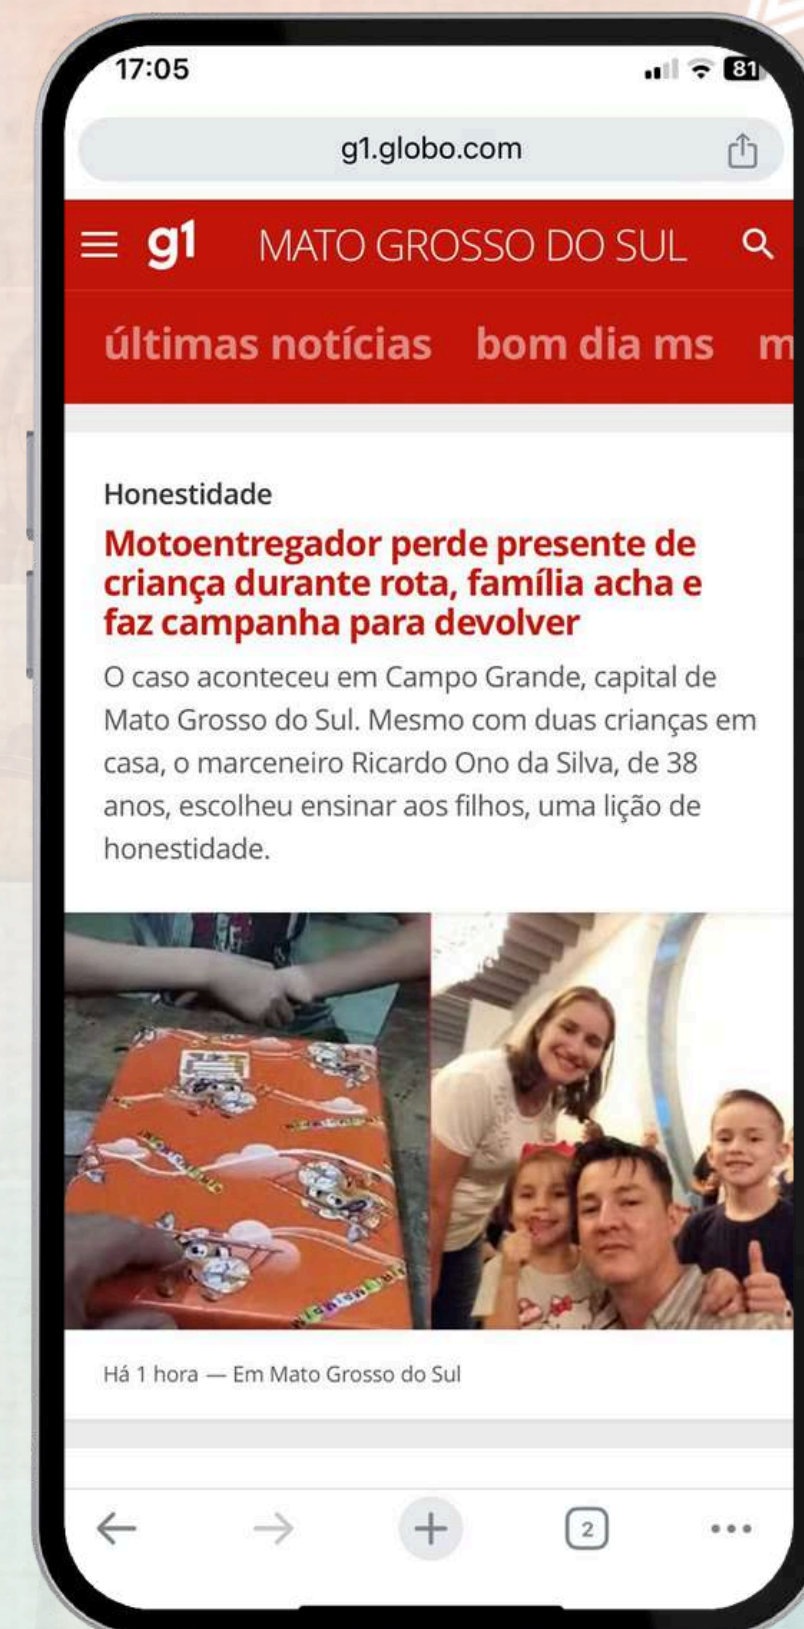 17:05
81
g1.globo.com
g1 MATO GROSSO DO SUL
últimas notícias bom dia ms m
Honestidade
Motoentregador perde presente de
criança durante rota, família acha e
faz campanha para devolver
O caso aconteceu em Campo Grande, capital de
Mato Grosso do Sul. Mesmo com duas crianças em
casa, o marceneiro Ricardo Ono da Silva, de 38
anos, escolheu ensinar aos filhos, uma lição de
honestidade.
Há 1 hora — Em Mato Grosso do Sul
2